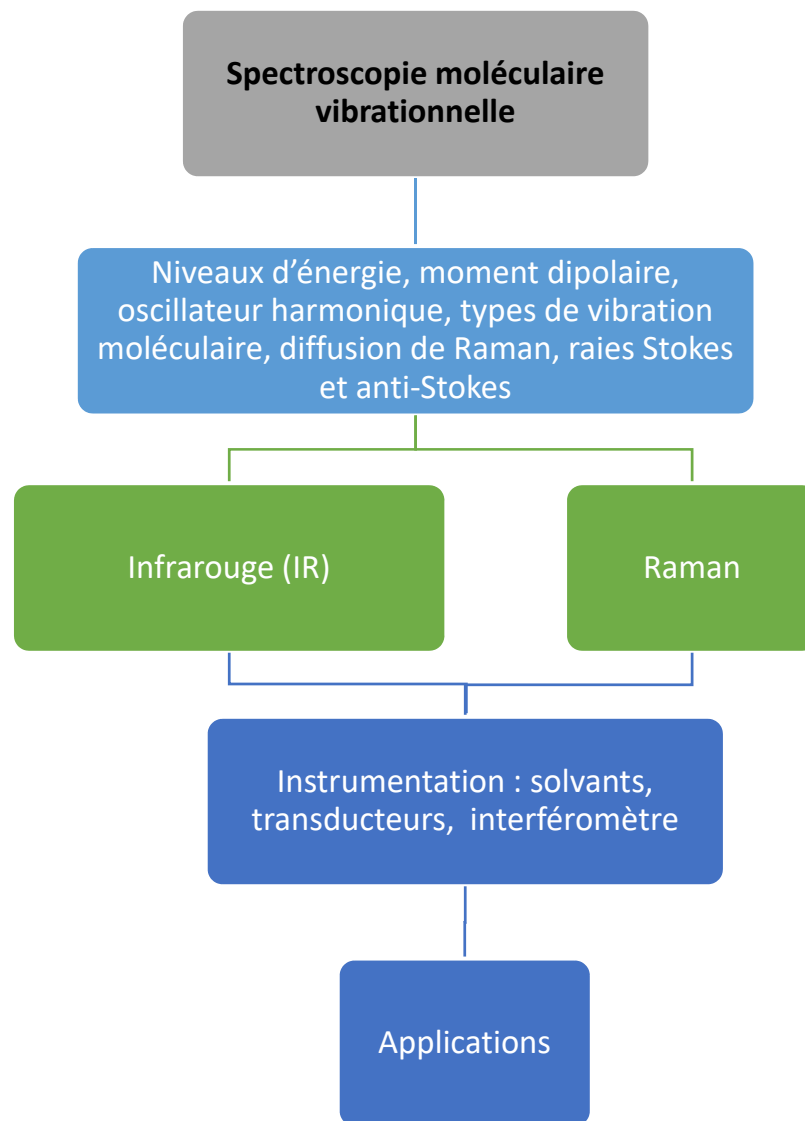 Spectroscopie moléculaire
vibrationnelle
Niveaux d’énergie, moment dipolaire,
oscillateur harmonique, types de vibration
moléculaire, diffusion de Raman, raies Stokes
et anti-Stokes
Infrarouge (IR)
Raman
Instrumentation : solvants,
transducteurs, interféromètre
Applications